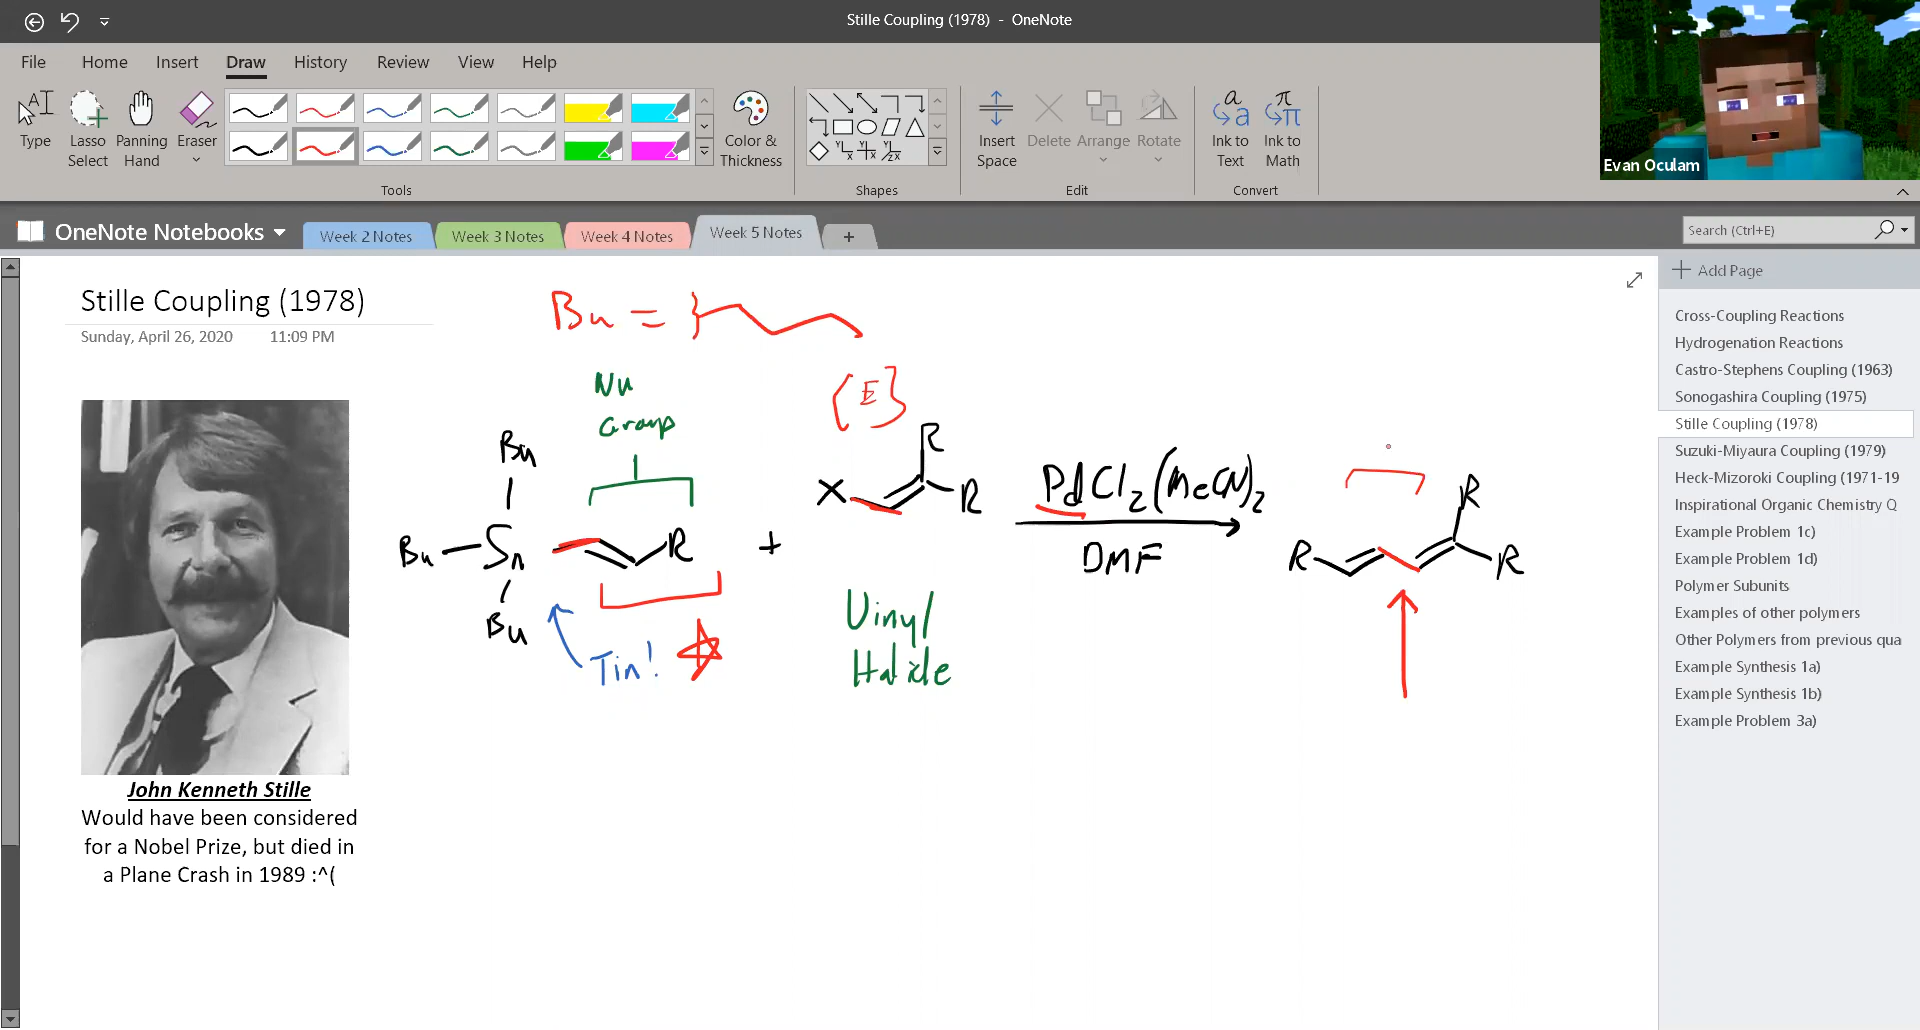 Stille Coupling (1978) - OneNote
File Home Insert Draw History Review View Help
Type
Lasso Select
Panning Hand
Eraser
Color & Thickness
Insert Space
Delete
Arrange
Rotate
Ink to Text
Ink to Math
Tools
Shapes
Edit
Convert
Evan Oculam
OneNote Notebooks
Week 2 Notes
Week 3 Notes
Week 4 Notes
Week 5 Notes
+
Search (Ctrl+E)
Stille Coupling (1978)
Sunday, April 26, 2020 11:09 PM
John Kenneth Stille
Would have been considered
for a Nobel Prize, but died in
a Plane Crash in 1989 :^(
Bu =
Nu
Group
[E]
Bu
Bu
Sn
Bu
R
+
X
R
R
PdCl2(MeCN)2
DMF
R
R
R
Tin!
Vinyl
Halide
Add Page
Cross-Coupling Reactions
Hydrogenation Reactions
Castro-Stephens Coupling (1963)
Sonogashira Coupling (1975)
Stille Coupling (1978)
Suzuki-Miyaura Coupling (1979)
Heck-Mizoroki Coupling (1971-19
Inspirational Organic Chemistry Q
Example Problem 1c)
Example Problem 1d)
Polymer Subunits
Examples of other polymers
Other Polymers from previous qua
Example Synthesis 1a)
Example Synthesis 1b)
Example Problem 3a)